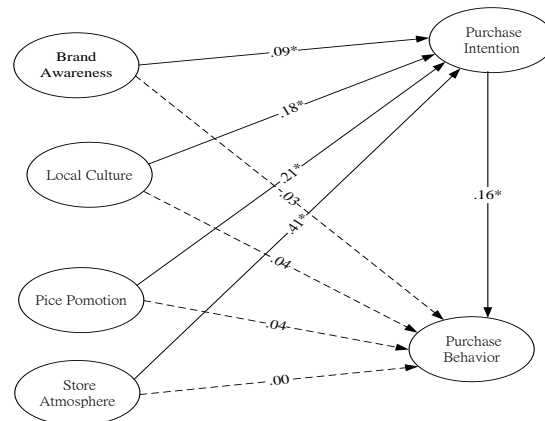 Purchase
Intention
Brand
Awareness
.09*
.18*
Local Culture
.21*
-.03
.16*
.41*
.04
Pice Pomotion
.04
Purchase
Behavior
Store
Atmosphere
.00